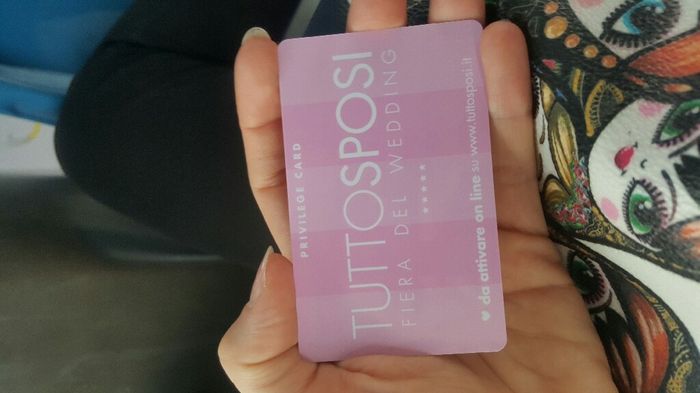 PRIVILEGE CARD
TUTTOSPOSI
FIERA DEL WEDDING
*****
♥ da attivare on line su www.tuttosposi.it